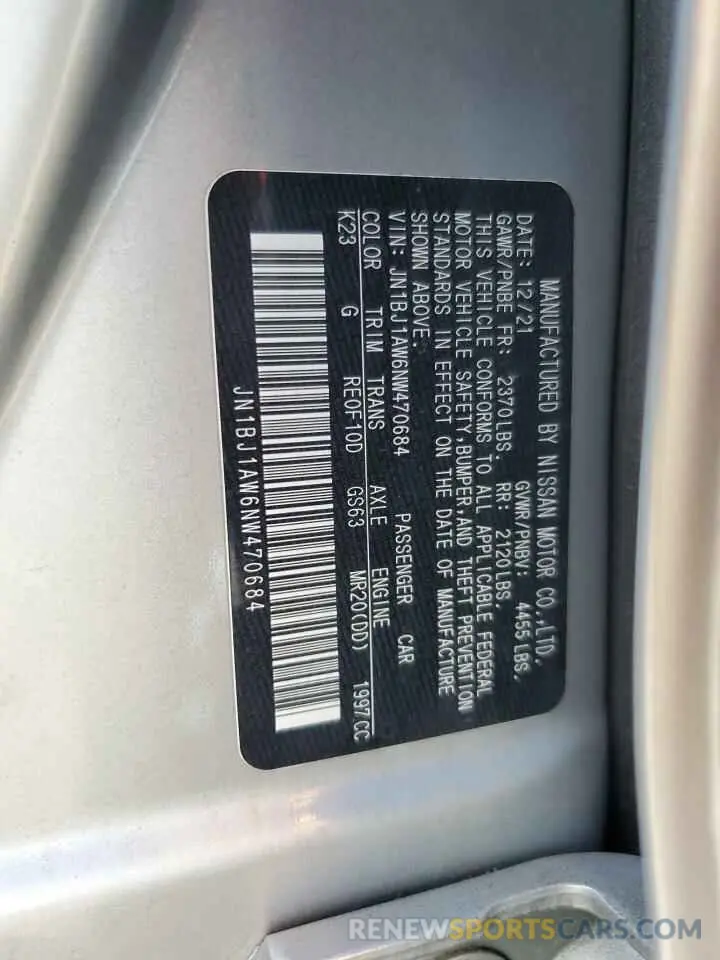 MANUFACTURED BY NISSAN MOTOR CO.,LTD.
DATE: 12/21 GVWR/PNBV: 4455 LBS.
GAWR/PNBE FR: 2370LBS. RR: 2120LBS.
THIS VEHICLE CONFORMS TO ALL APPLICABLE FEDERAL
MOTOR VEHICLE SAFETY,BUMPER,AND THEFT PREVENTION
STANDARDS IN EFFECT ON THE DATE OF MANUFACTURE
SHOWN ABOVE.
VIN: JN1BJ1AW6NW470684 PASSENGER CAR
COLOR TRIM TRANS AXLE ENGINE
K23 G RE0F10D GS63 MR20(DD) 1997CC
JN1BJ1AW6NW470684
RENEWSPORTSCARS.COM